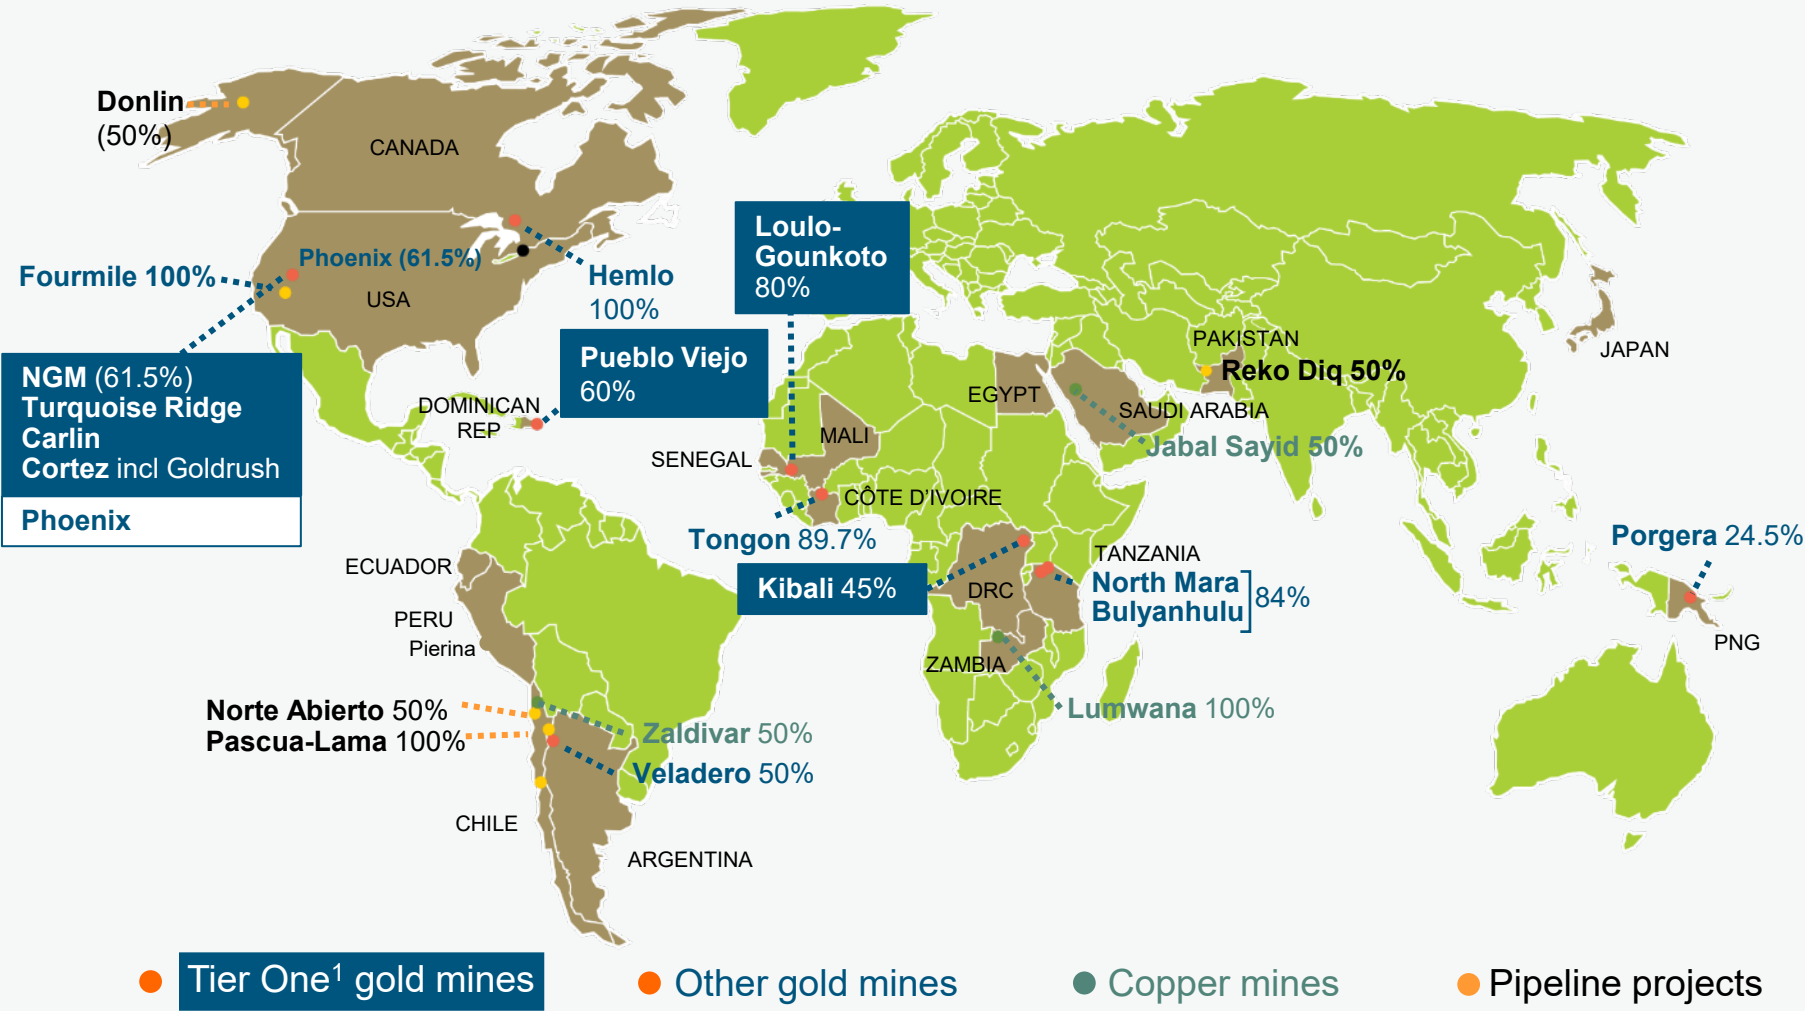 Donlin
(50%)
CANADA
Phoenix (61.5%)
Fourmile 100%
USA
Hemlo
100%
NGM (61.5%)
Turquoise Ridge
Carlin
Cortez incl Goldrush
Phoenix
Pueblo Viejo
60%
DOMINICAN
REP
Loulo-
Gounkoto
80%
MALI
SENEGAL
CÔTE D'IVOIRE
Tongon 89.7%
Kibali 45%
DRC
EGYPT
SAUDI ARABIA
Jabal Sayid 50%
PAKISTAN
Reko Diq 50%
JAPAN
TANZANIA
North Mara
Bulyanhulu
84%
ZAMBIA
Lumwana 100%
Porgera 24.5%
PNG
ECUADOR
PERU
Pierina
Norte Abierto 50%
Pascua-Lama 100%
Zaldivar 50%
Veladero 50%
CHILE
ARGENTINA
Tier One¹ gold mines
Other gold mines
Copper mines
Pipeline projects